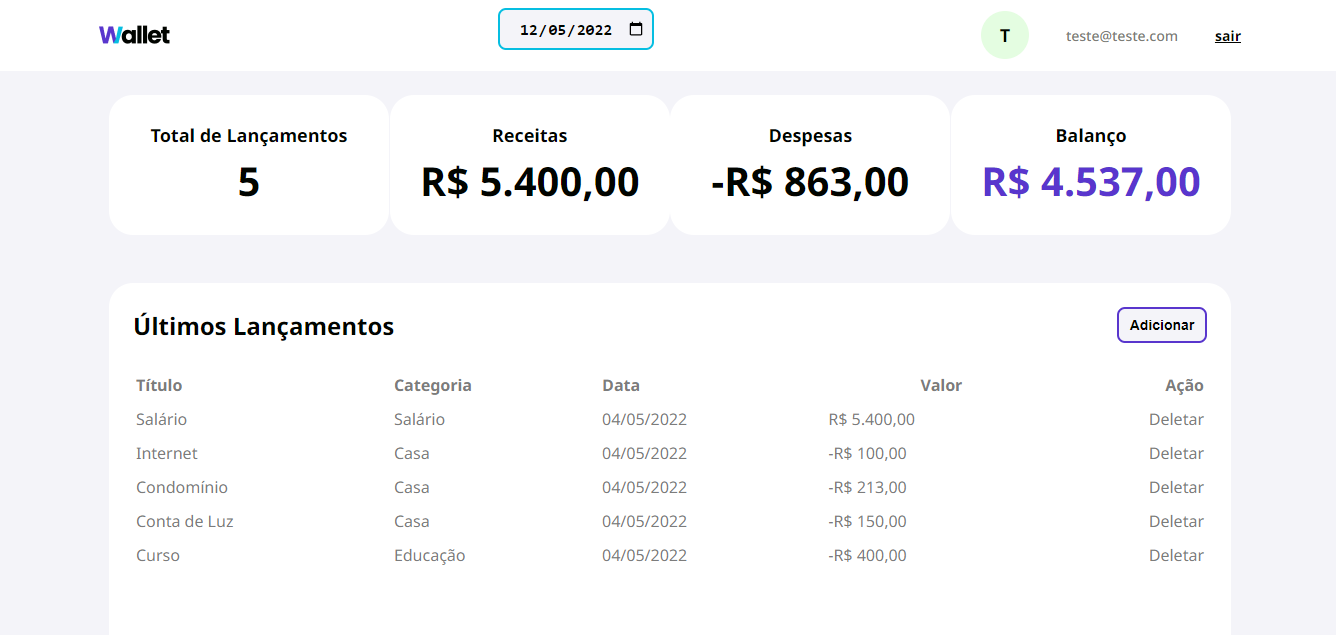 Wallet 12/05/2022 T teste@teste.com sair
Total de Lançamentos Receitas Despesas Balanço
5 R$ 5.400,00 -R$ 863,00 R$ 4.537,00
Últimos Lançamentos Adicionar
Título Categoria Data Valor Ação
Salário Salário 04/05/2022 R$ 5.400,00 Deletar
Internet Casa 04/05/2022 -R$ 100,00 Deletar
Condomínio Casa 04/05/2022 -R$ 213,00 Deletar
Conta de Luz Casa 04/05/2022 -R$ 150,00 Deletar
Curso Educação 04/05/2022 -R$ 400,00 Deletar